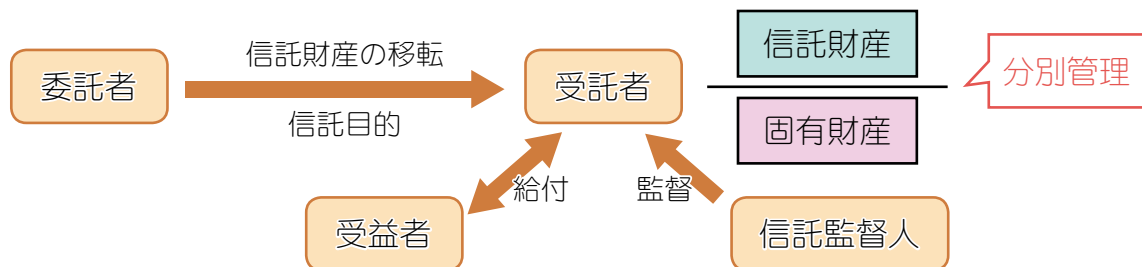 委託者
信託財産の移転
信託目的
受託者
信託財産
固有財産
分別管理
給付
監督
受益者
信託監督人